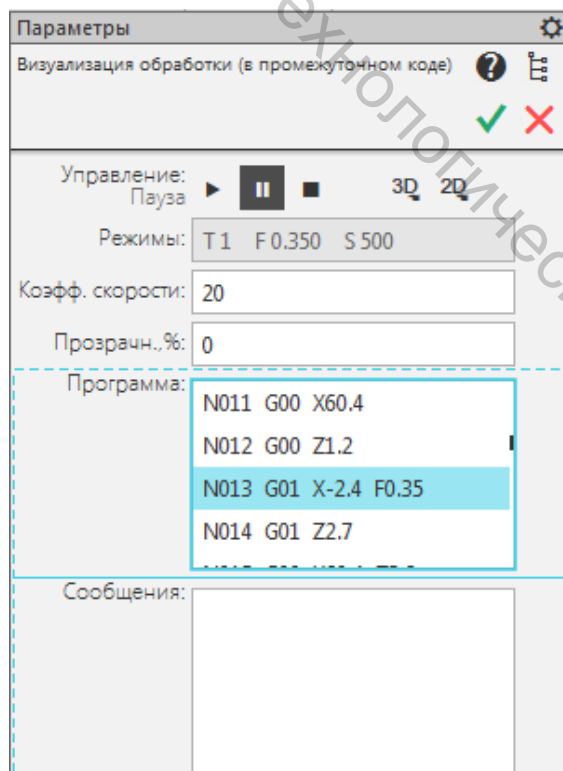 Параметры
Визуализация обработки (в промежуточном коде)
Управление:
Пауза
3D 2D
Режимы: T 1 F 0.350 S 500
Коэфф. скорости: 20
Прозрачн.,%: 0
Программа:
N011 G00 X60.4
N012 G00 Z1.2
N013 G01 X-2.4 F0.35
N014 G01 Z2.7
Сообщения: